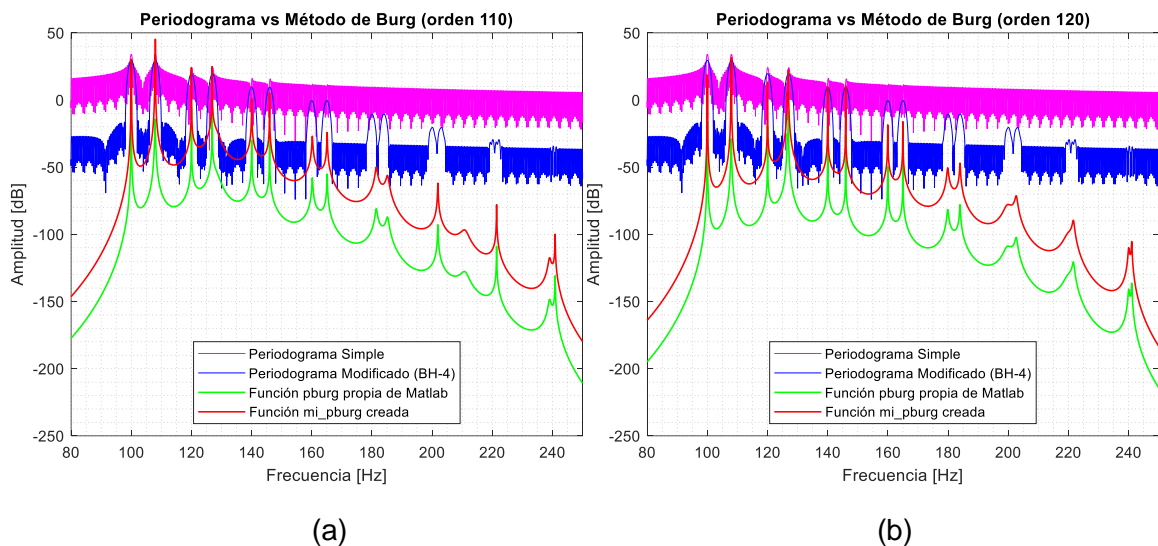 Periodograma vs Método de Burg (orden 110)
50
0
-50
-100
-150
-200
-250
Amplitud [dB]
80 100 120 140 160 180 200 220 240
Frecuencia [Hz]
Periodograma Simple
Periodograma Modificado (BH-4)
Función pburg propia de Matlab
Función mi_pburg creada
(a)
Periodograma vs Método de Burg (orden 120)
50
0
-50
-100
-150
-200
-250
Amplitud [dB]
80 100 120 140 160 180 200 220 240
Frecuencia [Hz]
Periodograma Simple
Periodograma Modificado (BH-4)
Función pburg propia de Matlab
Función mi_pburg creada
(b)